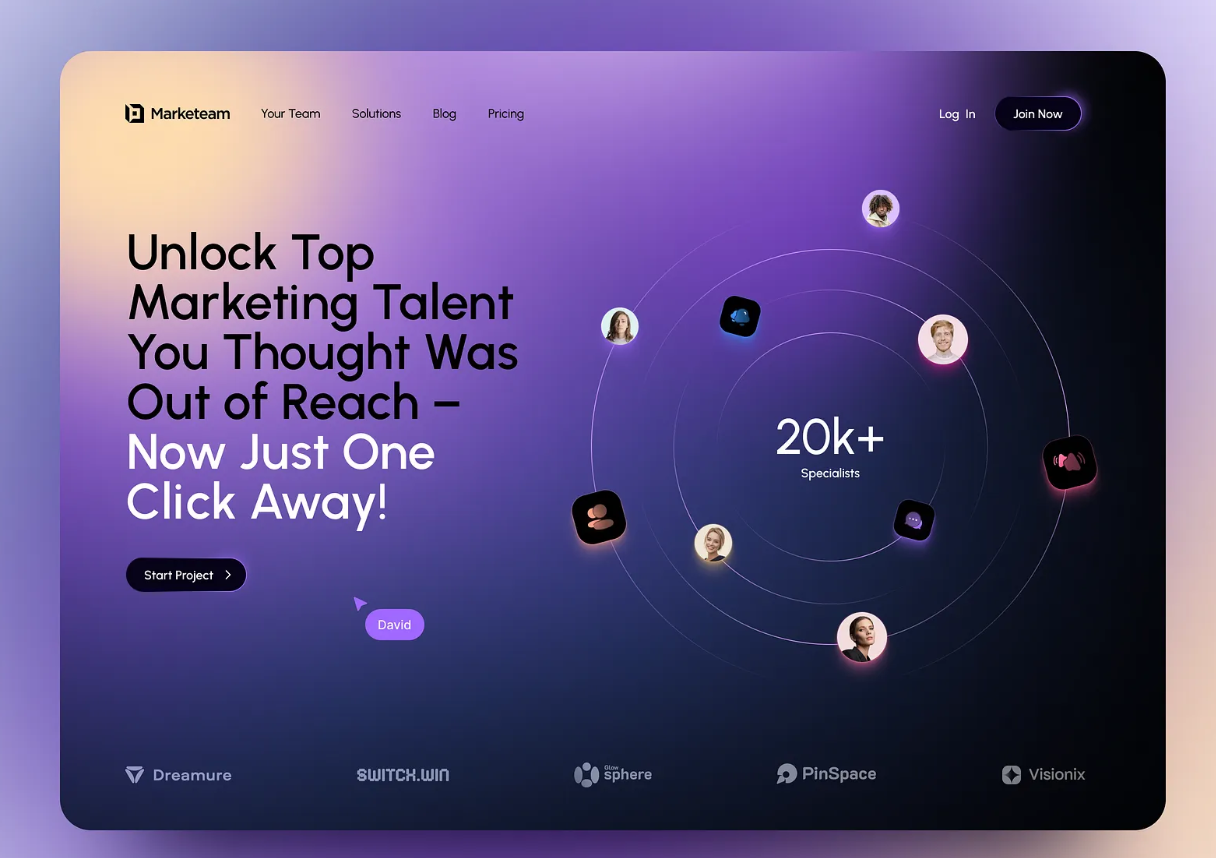 Marketeam
Your Team
Solutions
Blog
Pricing
Log In
Join Now
Unlock Top
Marketing Talent
You Thought Was
Out of Reach –
Now Just One
Click Away!
Start Project
David
20k+
Specialists
Dreamure
SWITCH.WIN
Glow
sphere
PinSpace
Visionix